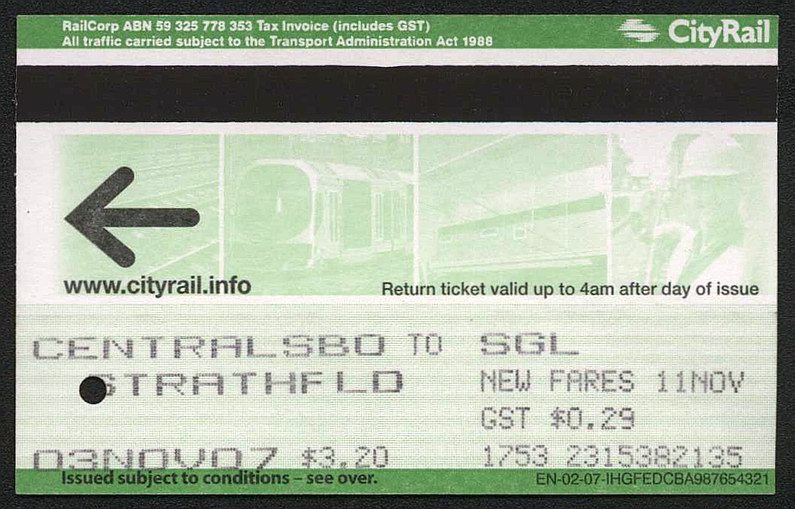 RailCorp ABN 59 325 778 353 Tax Invoice (includes GST)
All traffic carried subject to the Transport Administration Act 1988
CityRail
www.cityrail.info
Return ticket valid up to 4am after day of issue
CENTRALSBO TO SGL
STRATHFLD NEW FARES 11NOV
GST $0.29
03NOV07 $3.20 1753 2315382135
Issued subject to conditions – see over.
EN-02-07-IHGFEDCBA987654321